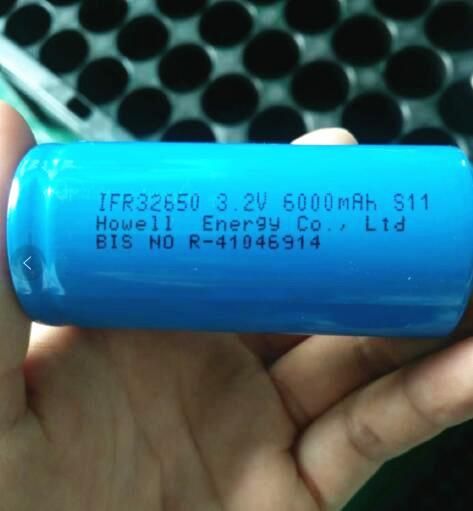 IFR32650 3.2V 6000mAh S11
Howell Energy Co., Ltd
BIS NO R-41046914